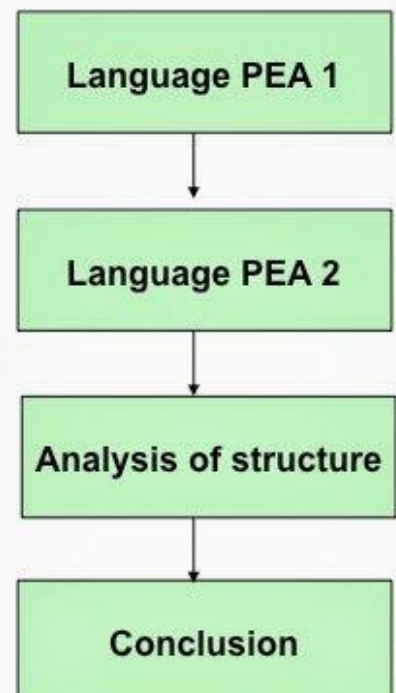 Language PEA 1
Language PEA 2
Analysis of structure
Conclusion